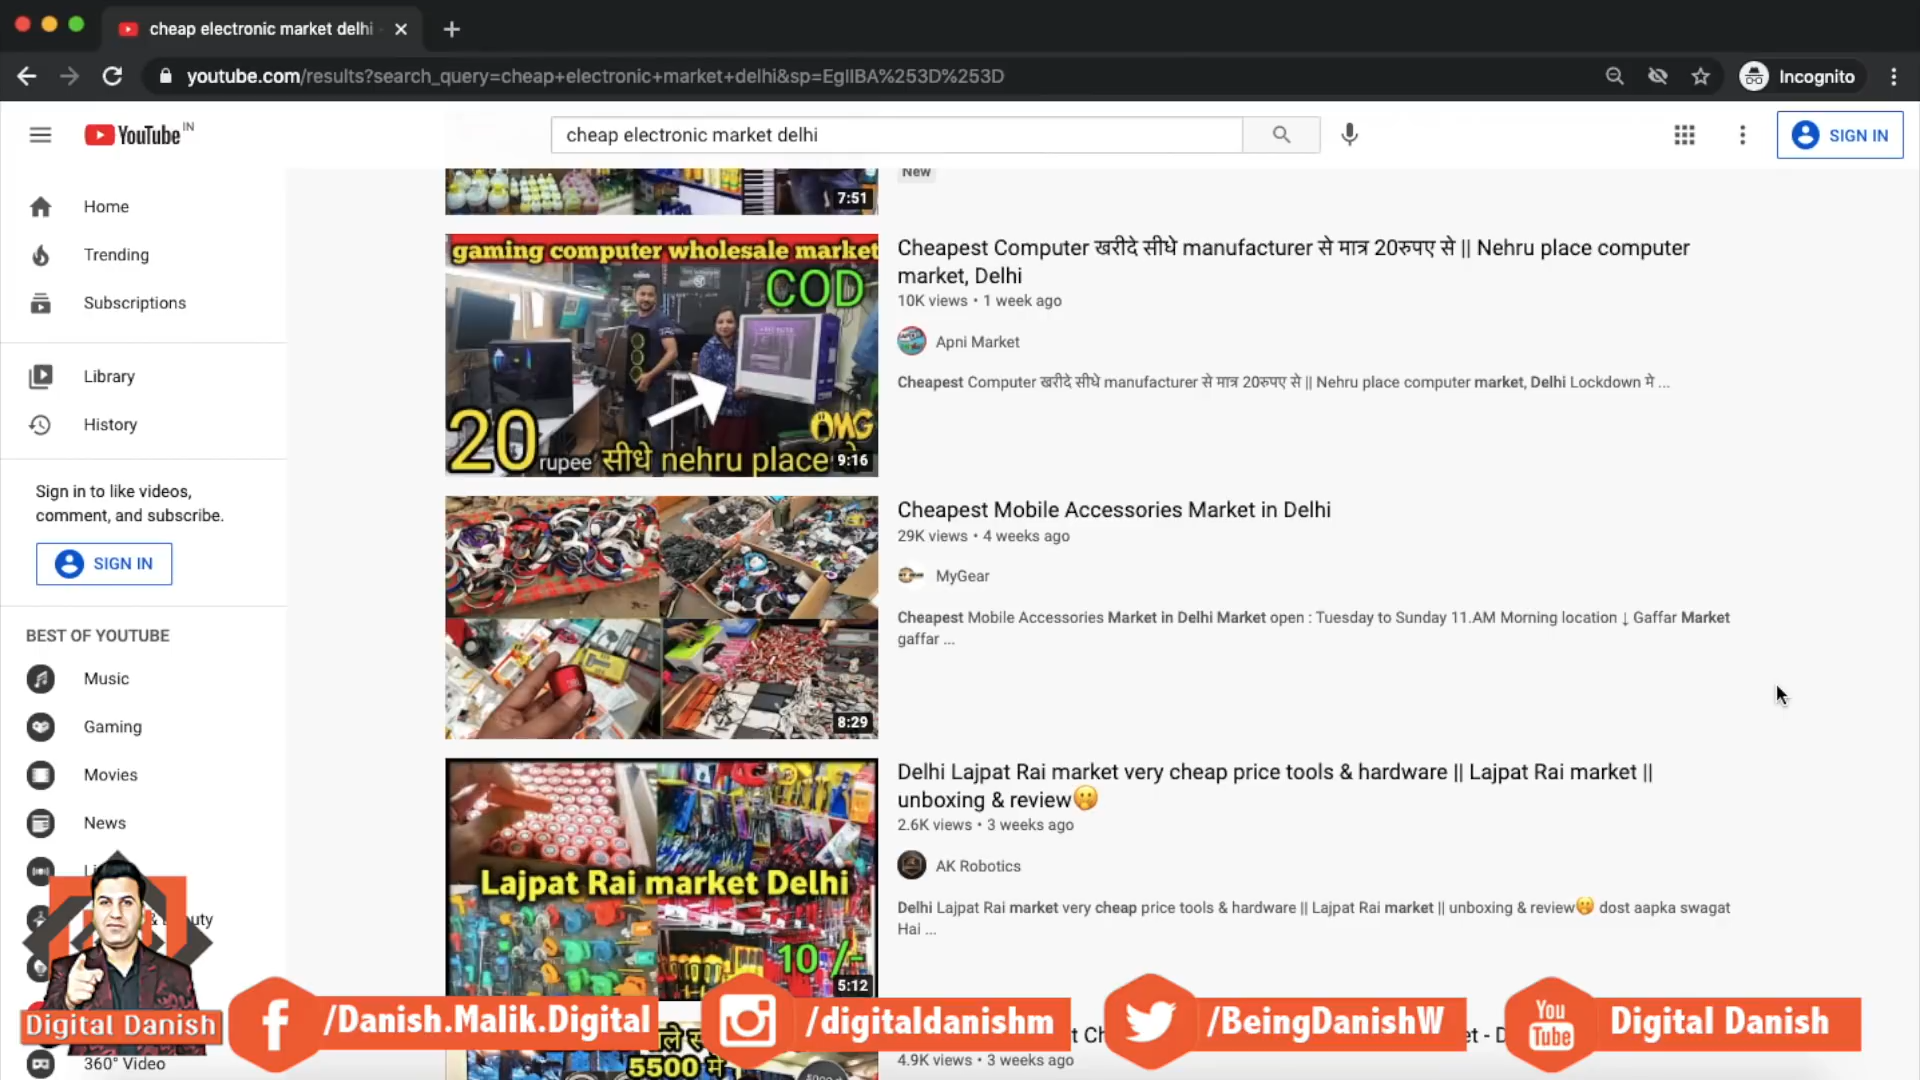 cheap electronic market delhi
youtube.com/results?search_query=cheap+electronic+market+delhi&sp=EgIIBA%253D%253D
Incognito
YouTube IN
cheap electronic market delhi
SIGN IN
Home
Trending
Subscriptions
Library
History
Sign in to like videos,
comment, and subscribe.
SIGN IN
BEST OF YOUTUBE
Music
Gaming
Movies
News
360° Video
7:51
New
gaming computer wholesale market
COD
OMG
20 rupee सीधे nehru place
9:16
Cheapest Computer खरीदे सीधे manufacturer से मात्र 20रुपए से || Nehru place computer
market, Delhi
10K views • 1 week ago
Apni Market
Cheapest Computer खरीदे सीधे manufacturer से मात्र 20रुपए से || Nehru place computer market, Delhi Lockdown मे ...
8:29
Cheapest Mobile Accessories Market in Delhi
29K views • 4 weeks ago
MyGear
Cheapest Mobile Accessories Market in Delhi Market open : Tuesday to Sunday 11.AM Morning location ↓ Gaffar Market
gaffar ...
Lajpat Rai market Delhi
10 /-
5:12
Delhi Lajpat Rai market very cheap price tools & hardware || Lajpat Rai market ||
unboxing & review🤭
2.6K views • 3 weeks ago
AK Robotics
Delhi Lajpat Rai market very cheap price tools & hardware || Lajpat Rai market || unboxing & review🤭 dost aapka swagat
Hai ...
5500 में
4.9K views • 3 weeks ago
Digital Danish
/Danish.Malik.Digital
/digitaldanishm
/BeingDanishW
You
Tube
Digital Danish